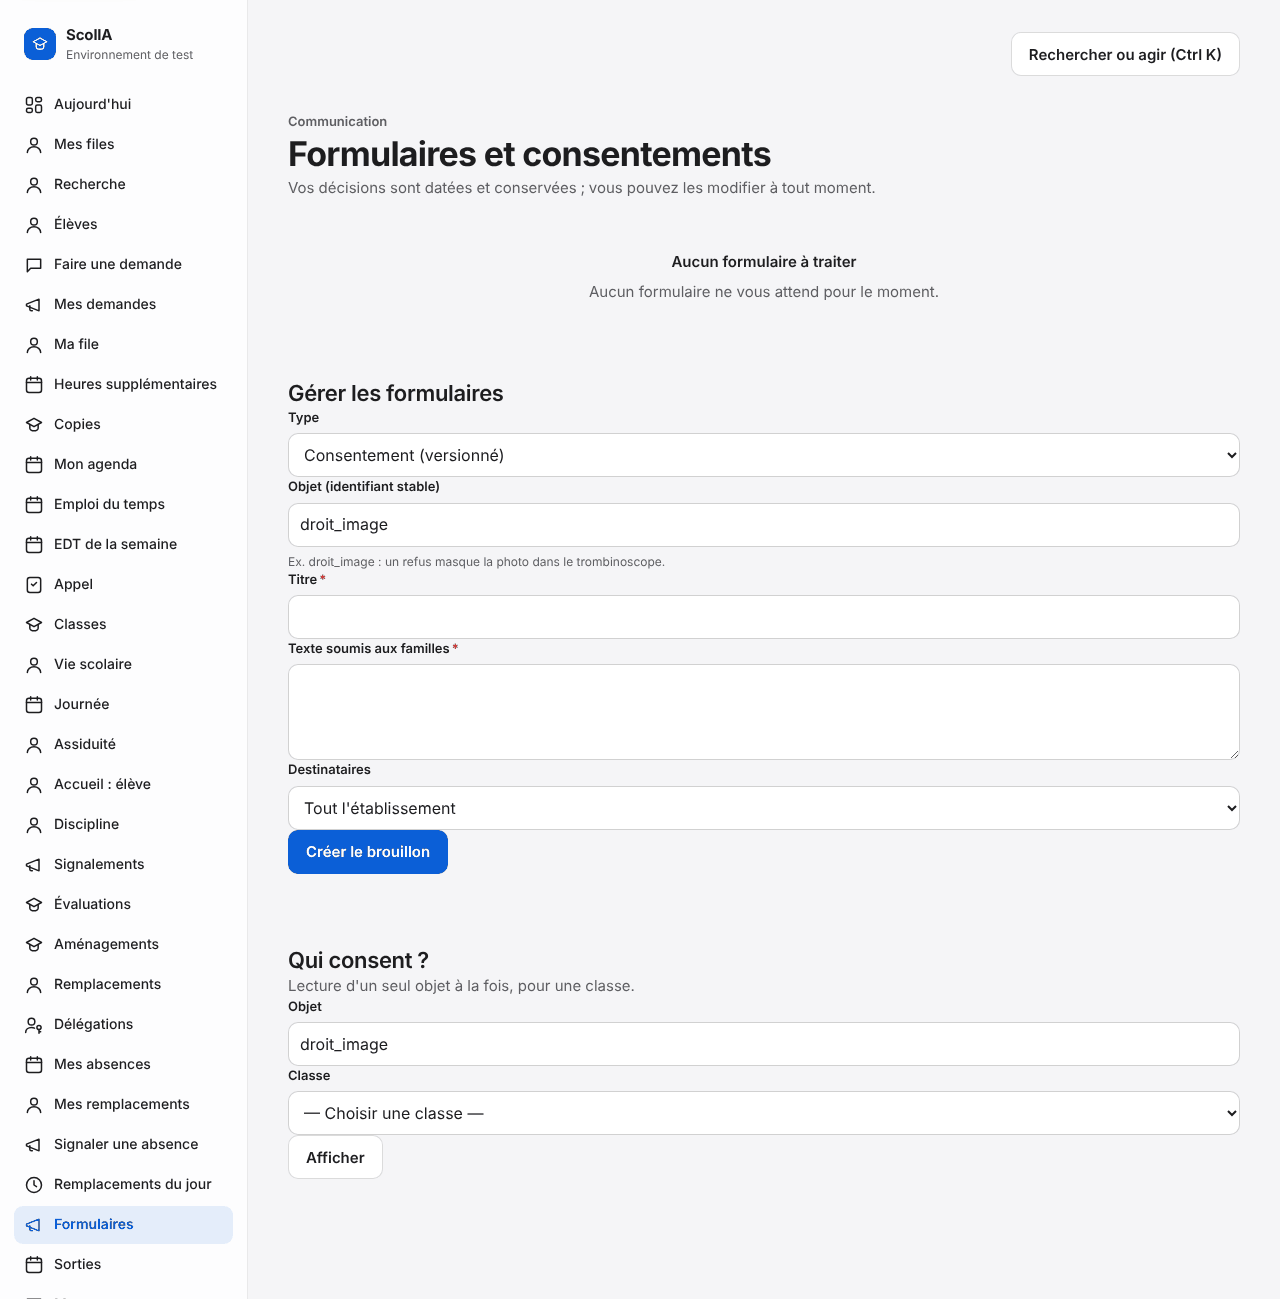 ScolIA
Environnement de test
Aujourd'hui
Mes files
Recherche
Élèves
Faire une demande
Mes demandes
Ma file
Heures supplémentaires
Copies
Mon agenda
Emploi du temps
EDT de la semaine
Appel
Classes
Vie scolaire
Journée
Assiduité
Accueil : élève
Discipline
Signalements
Évaluations
Aménagements
Remplacements
Délégations
Mes absences
Mes remplacements
Signaler une absence
Remplacements du jour
Formulaires
Sorties
Rechercher ou agir (Ctrl K)
Communication
Formulaires et consentements
Vos décisions sont datées et conservées ; vous pouvez les modifier à tout moment.
Aucun formulaire à traiter
Aucun formulaire ne vous attend pour le moment.
Gérer les formulaires
Type
Consentement (versionné)
Objet (identifiant stable)
droit_image
Ex. droit_image : un refus masque la photo dans le trombinoscope.
Titre *
Texte soumis aux familles *
Destinataires
Tout l'établissement
Créer le brouillon
Qui consent ?
Lecture d'un seul objet à la fois, pour une classe.
Objet
droit_image
Classe
— Choisir une classe —
Afficher